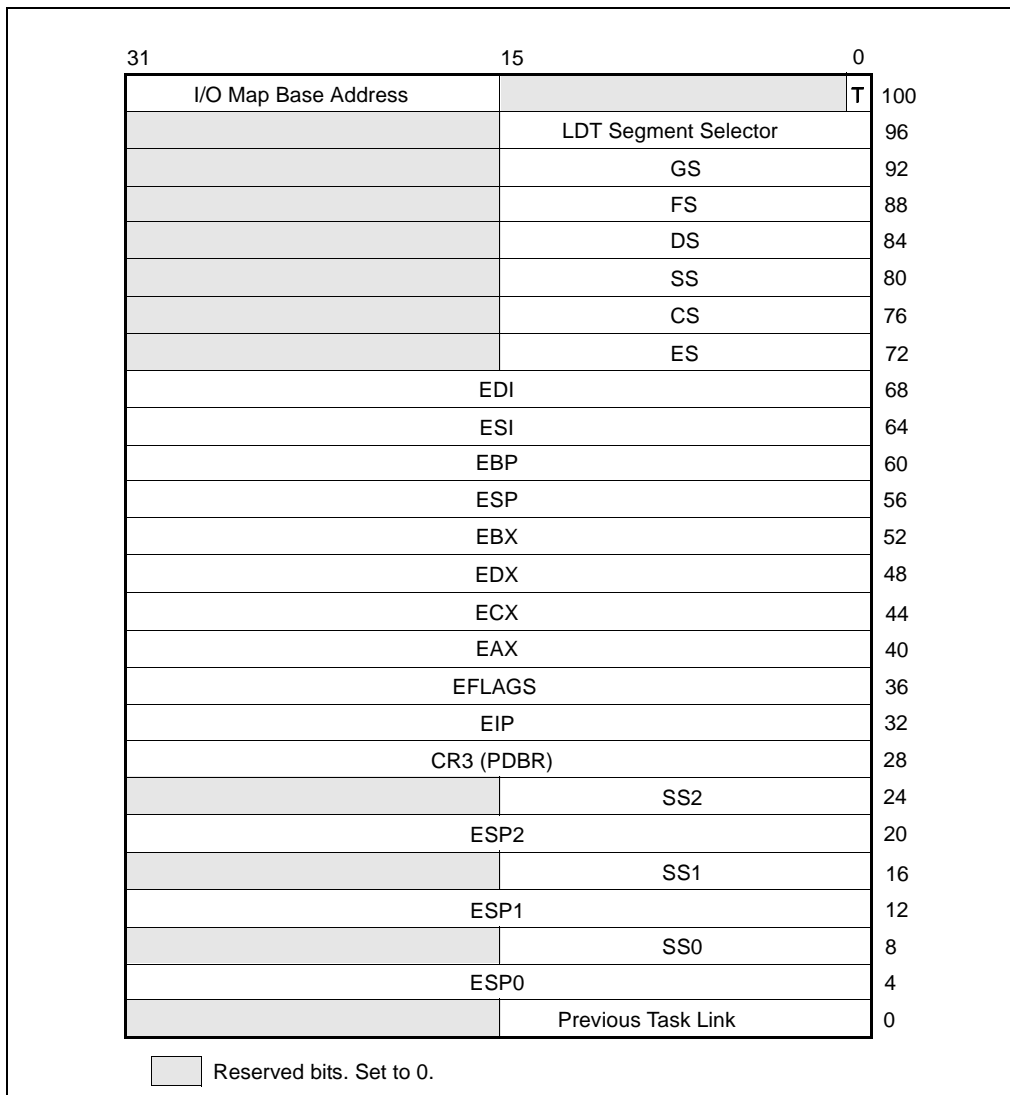 31 15 0
I/O Map Base Address T 100
LDT Segment Selector 96
GS 92
FS 88
DS 84
SS 80
CS 76
ES 72
EDI 68
ESI 64
EBP 60
ESP 56
EBX 52
EDX 48
ECX 44
EAX 40
EFLAGS 36
EIP 32
CR3 (PDBR) 28
SS2 24
ESP2 20
SS1 16
ESP1 12
SS0 8
ESP0 4
Previous Task Link 0
Reserved bits. Set to 0.